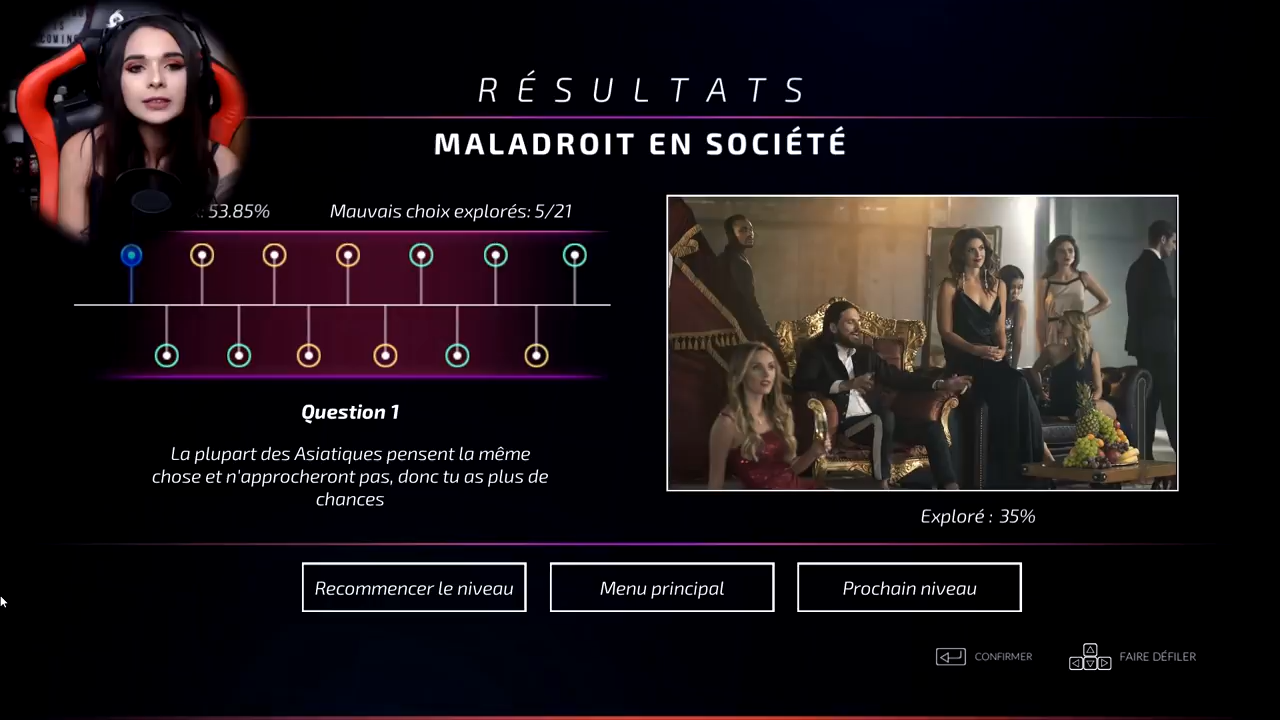 RÉSULTATS
MALADROIT EN SOCIÉTÉ
: 53.85%
Mauvais choix explorés: 5/21
Question 1
La plupart des Asiatiques pensent la même
chose et n'approcheront pas, donc tu as plus de
chances
Exploré : 35%
Recommencer le niveau
Menu principal
Prochain niveau
CONFIRMER
FAIRE DÉFILER